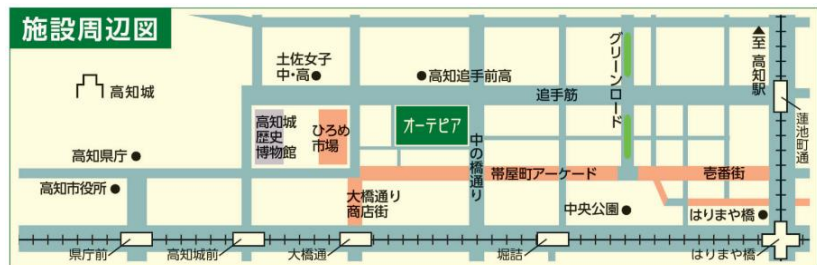 施設周辺図
高知城
土佐女子
中・高
高知追手前高
追手筋
グリーンロード
▲至 高知駅
蓮池町通
高知城
歴史
博物館
ひろめ
市場
オーテピア
中の橋通り
高知県庁
高知市役所
帯屋町アーケード
壱番街
大橋通り
商店街
中央公園
はりまや橋
県庁前
高知城前
大橋通
堀詰
はりまや橋